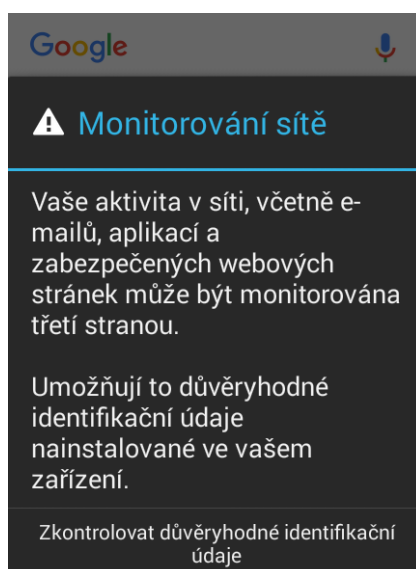 Google
Monitorování sítě
Vaše aktivita v síti, včetně e-
mailů, aplikací a
zabezpečených webových
stránek může být monitorována
třetí stranou.
Umožňují to důvěryhodné
identifikační údaje
nainstalované ve vašem
zařízení.
Zkontrolovat důvěryhodné identifikační
údaje